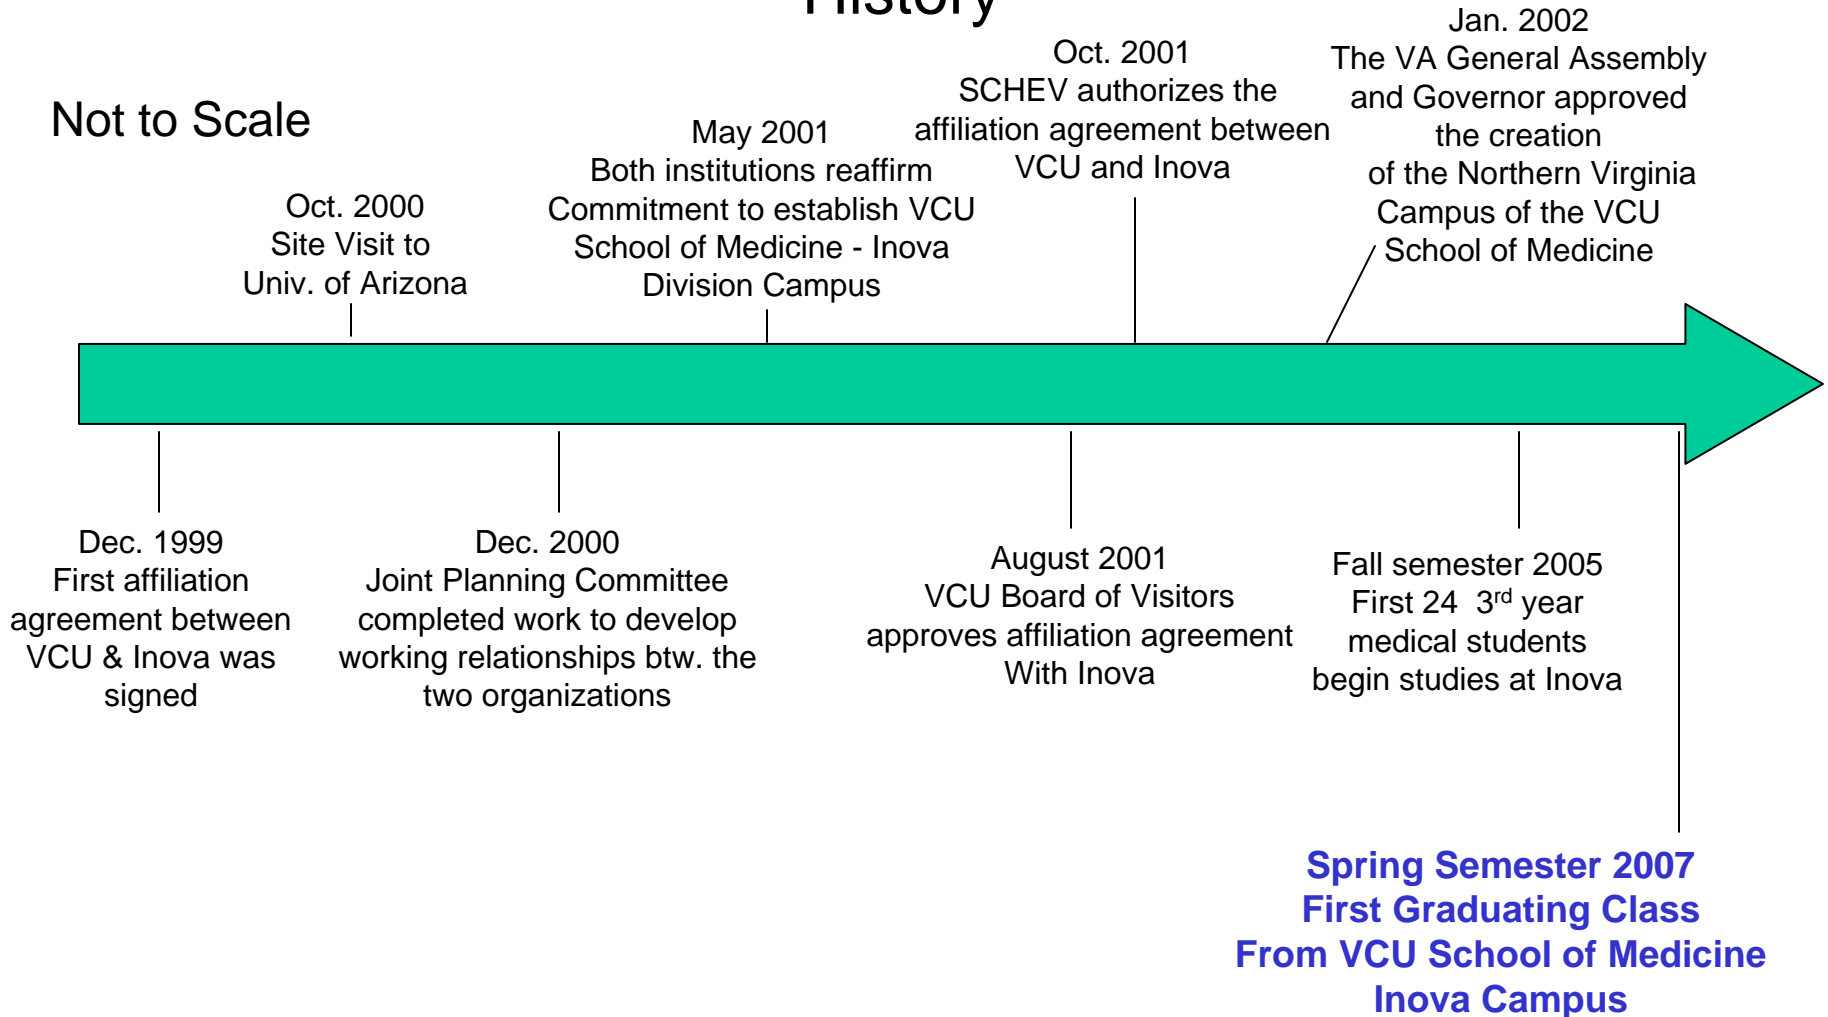 History
Not to Scale
Oct. 2000
Site Visit to
Univ. of Arizona
May 2001
Both institutions reaffirm
Commitment to establish VCU
School of Medicine - Inova
Division Campus
Oct. 2001
SCHEV authorizes the
affiliation agreement between
VCU and Inova
Jan. 2002
The VA General Assembly
and Governor approved
the creation
of the Northern Virginia
Campus of the VCU
School of Medicine
Dec. 1999
First affiliation
agreement between
VCU & Inova was
signed
Dec. 2000
Joint Planning Committee
completed work to develop
working relationships btw. the
two organizations
August 2001
VCU Board of Visitors
approves affiliation agreement
With Inova
Fall semester 2005
First 24  3rd year
medical students
begin studies at Inova
Spring Semester 2007
First Graduating Class
From VCU School of Medicine
Inova Campus